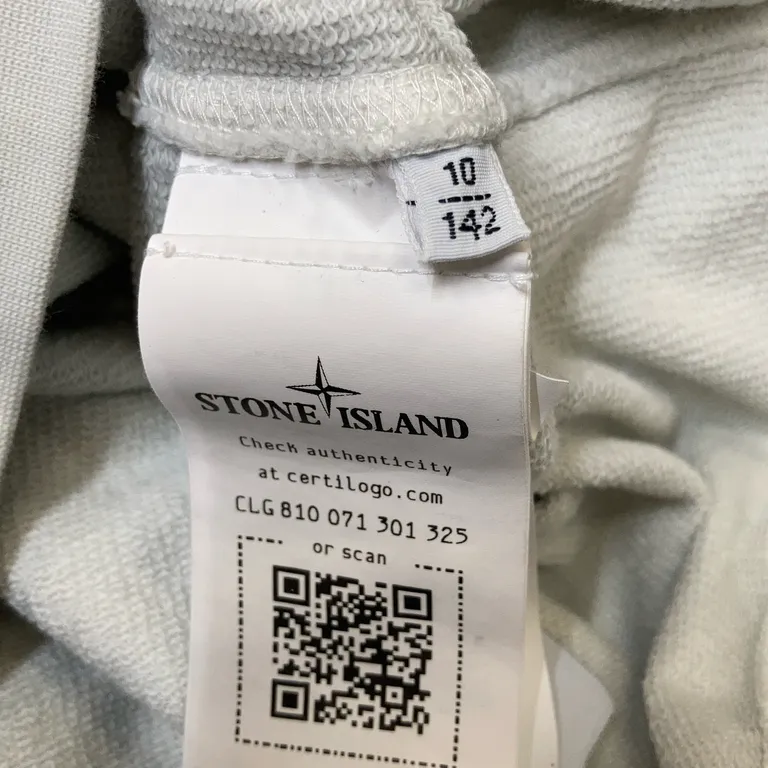 10
142
STONE ISLAND
Check authenticity
at certilogo.com
CLG 810 071 301 325
or scan